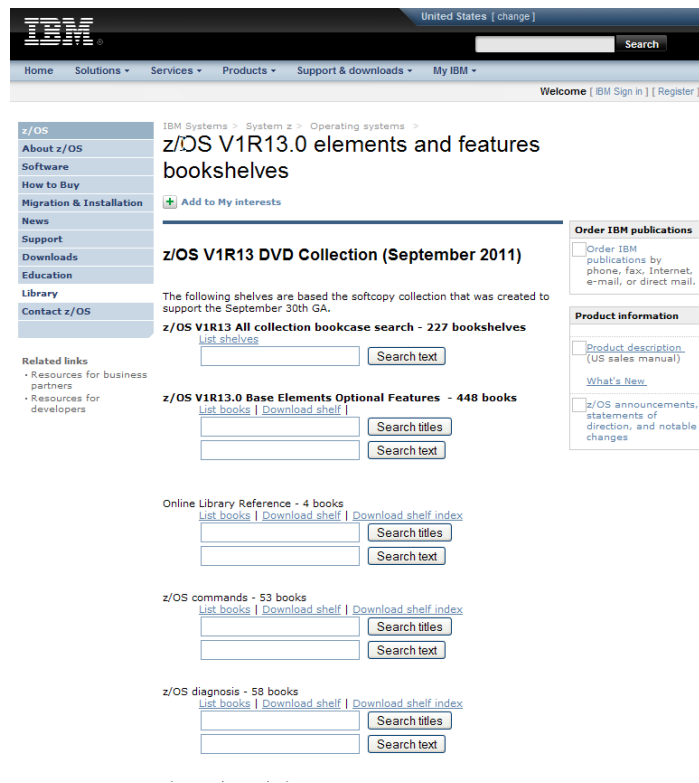 United States [ change ]
IBM ®
Search
Home Solutions Services Products Support & downloads My IBM
Welcome [ IBM Sign in ] [ Register ]
z/OS
About z/OS
Software
How to Buy
Migration & Installation
News
Support
Downloads
Education
Library
Contact z/OS
Related links
· Resources for business
partners
· Resources for
developers
IBM Systems > System z > Operating systems >
z/OS V1R13.0 elements and features
bookshelves
Add to My interests
z/OS V1R13 DVD Collection (September 2011)
The following shelves are based the softcopy collection that was created to
support the September 30th GA.
z/OS V1R13 All collection bookcase search - 227 bookshelves
List shelves
Search text
z/OS V1R13.0 Base Elements Optional Features - 448 books
List books | Download shelf |
Search titles
Search text
Online Library Reference - 4 books
List books | Download shelf | Download shelf index
Search titles
Search text
z/OS commands - 53 books
List books | Download shelf | Download shelf index
Search titles
Search text
z/OS diagnosis - 58 books
List books | Download shelf | Download shelf index
Search titles
Search text
Order IBM publications
Order IBM
publications by
phone, fax, Internet,
e-mail, or direct mail.
Product information
Product description
(US sales manual)
What's New
z/OS announcements,
statements of
direction, and notable
changes